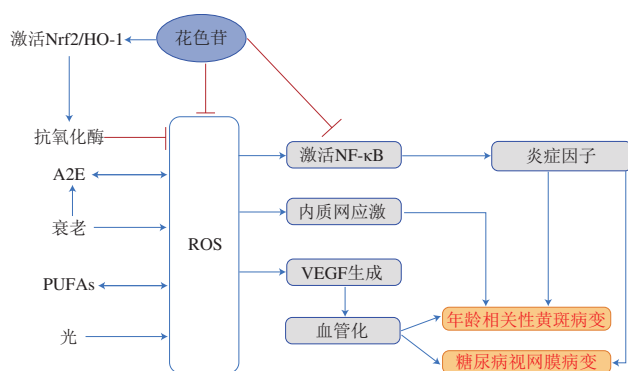 花色苷
激活Nrf2/HO-1
抗氧化酶
A2E
衰老
PUFAs
光
ROS
激活NF-κB
炎症因子
内质网应激
VEGF生成
血管化
年龄相关性黄斑病变
糖尿病视网膜病变